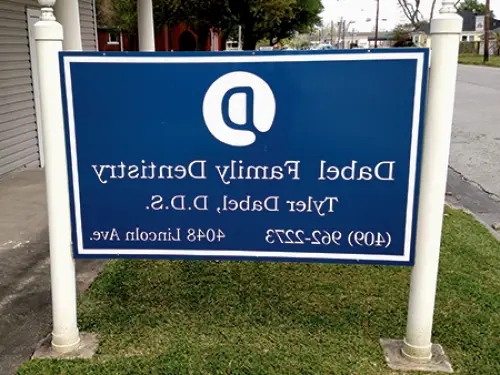 Dabel Family Dentistry
Tyler Dabel, D.D.S.
(409) 962-2273 4048 Lincoln Ave.